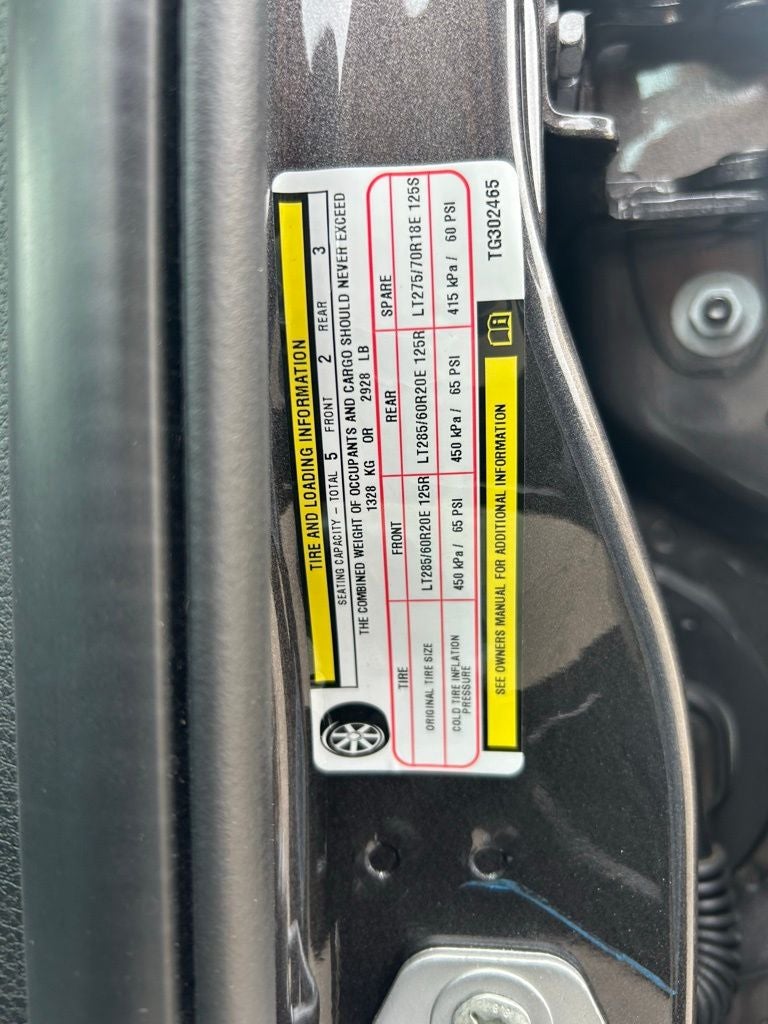 TIRE AND LOADING INFORMATION
SEATING CAPACITY - TOTAL 5 FRONT 2 REAR 3
THE COMBINED WEIGHT OF OCCUPANTS AND CARGO SHOULD NEVER EXCEED
1328 KG OR 2928 LB
TIRE FRONT REAR SPARE
ORIGINAL TIRE SIZE LT285/60R20E 125R LT285/60R20E 125R LT275/70R18E 125S
COLD TIRE INFLATION PRESSURE 450 kPa / 65 PSI 450 kPa / 65 PSI 415 kPa / 60 PSI
SEE OWNERS MANUAL FOR ADDITIONAL INFORMATION
TG302465